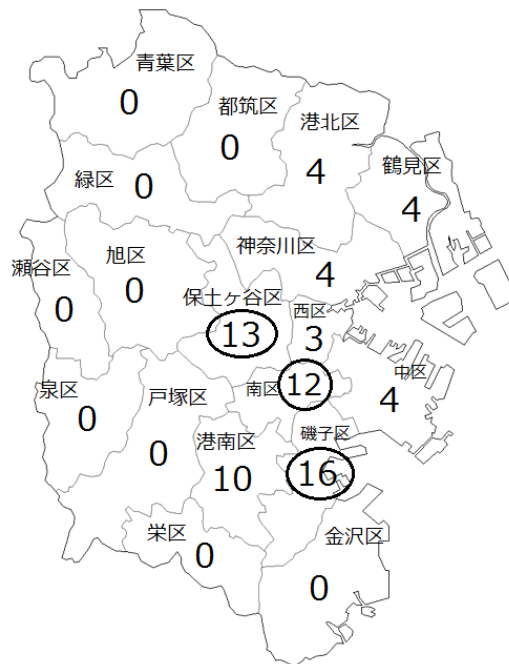 青葉区
0
都筑区
0
港北区
4
鶴見区
4
緑区
0
神奈川区
4
旭区
0
瀬谷区
0
保土ヶ谷区
13
西区
3
南区
12
中区
4
泉区
0
戸塚区
0
港南区
10
磯子区
16
栄区
0
金沢区
0